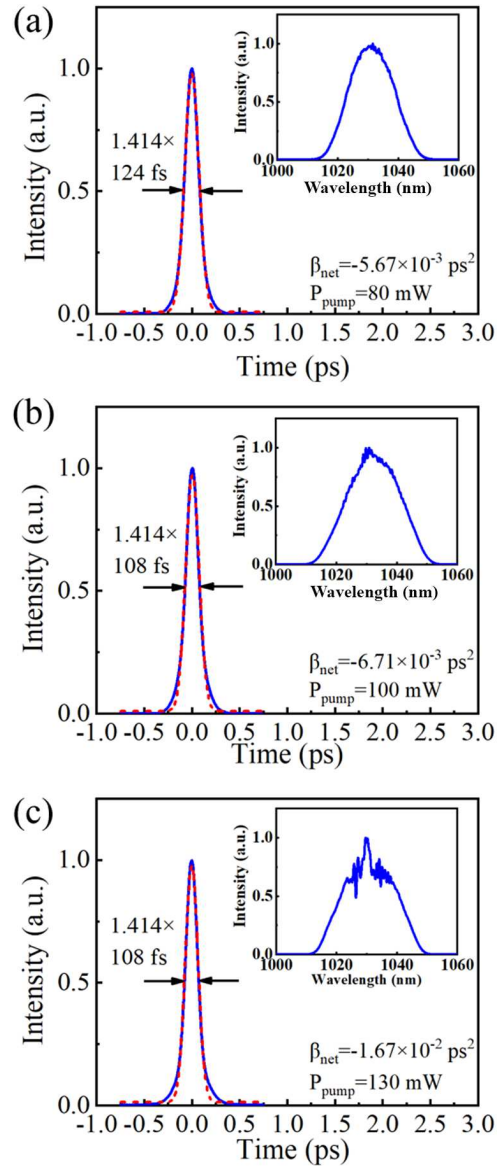 (a)
Intensity (a.u.)
1.0
0.5
0.0
1.414×
124 fs
-1.0 -0.5 0.0 0.5 1.0 1.5 2.0 2.5 3.0
Time (ps)
Intensity (a.u.)
1.0
0.5
0.0
1000 1020 1040 1060
Wavelength (nm)
β_net=-5.67×10⁻³ ps²
P_pump=80 mW
(b)
Intensity (a.u.)
1.0
0.5
0.0
1.414×
108 fs
-1.0 -0.5 0.0 0.5 1.0 1.5 2.0 2.5 3.0
Time (ps)
Intensity (a.u.)
1.0
0.5
0.0
1000 1020 1040 1060
Wavelength (nm)
β_net=-6.71×10⁻³ ps²
P_pump=100 mW
(c)
Intensity (a.u.)
1.0
0.5
0.0
1.414×
108 fs
-1.0 -0.5 0.0 0.5 1.0 1.5 2.0 2.5 3.0
Time (ps)
Intensity (a.u.)
1.0
0.5
0.0
1000 1020 1040 1060
Wavelength (nm)
β_net=-1.67×10⁻² ps²
P_pump=130 mW